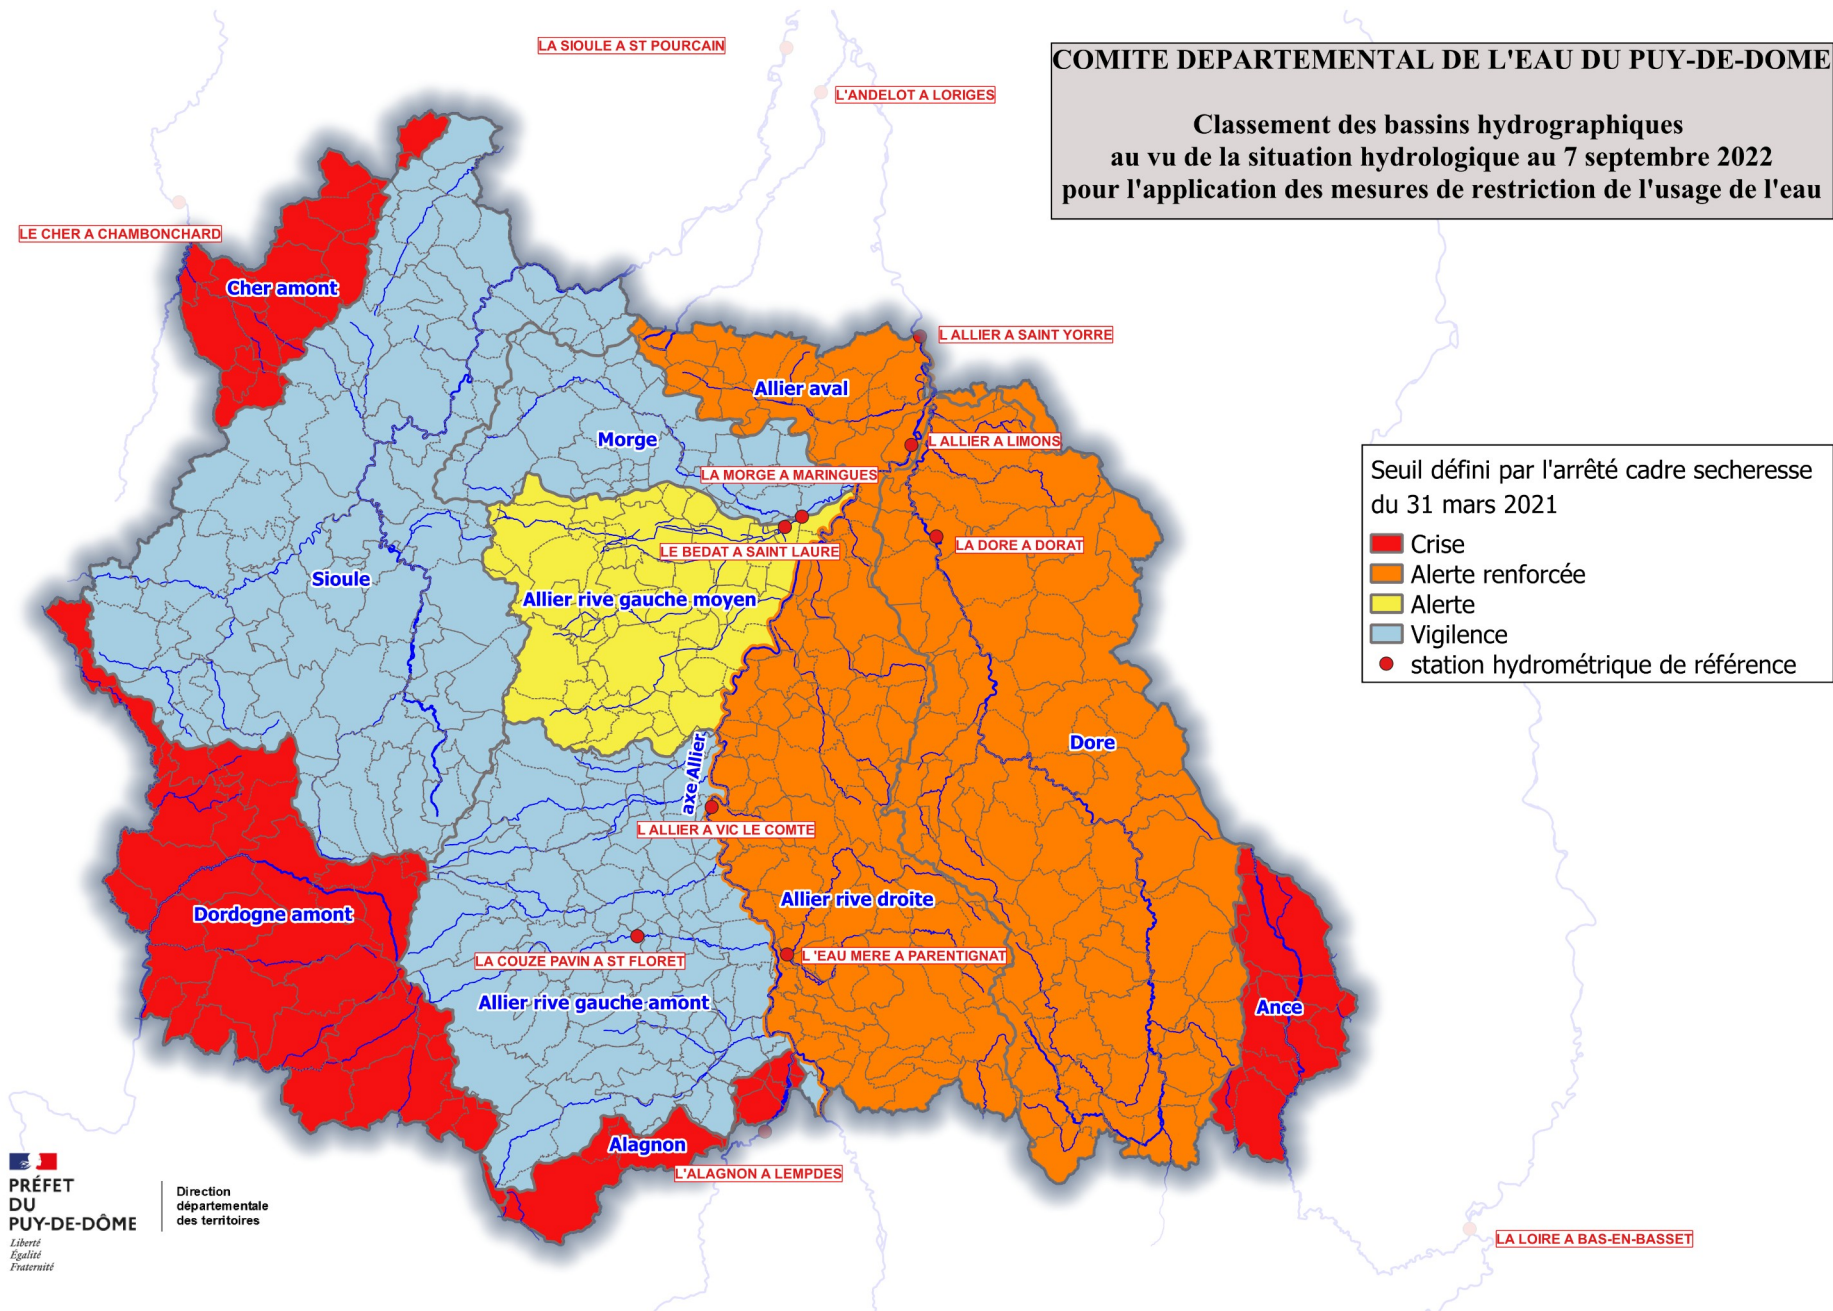 COMITE DEPARTEMENTAL DE L'EAU DU PUY-DE-DOME
Classement des bassins hydrographiques
au vu de la situation hydrologique au 7 septembre 2022
pour l'application des mesures de restriction de l'usage de l'eau
LA SIOULE A ST POURCAIN
L'ANDELOT A LORIGES
LE CHER A CHAMBONCHARD
Cher amont
L ALLIER A SAINT YORRE
Allier aval
Morge
L ALLIER A LIMONS
LA MORGE A MARINGUES
LE BEDAT A SAINT LAURE
LA DORE A DORAT
Sioule
Allier rive gauche moyen
Seuil défini par l'arrêté cadre secheresse
du 31 mars 2021
Crise
Alerte renforcée
Alerte
Vigilence
station hydrométrique de référence
Dore
axe Allier
L ALLIER A VIC LE COMTE
Allier rive droite
Dordogne amont
LA COUZE PAVIN A ST FLORET
L 'EAU MERE A PARENTIGNAT
Allier rive gauche amont
Ance
Alagnon
L'ALAGNON A LEMPDES
LA LOIRE A BAS-EN-BASSET
PRÉFET
DU
PUY-DE-DÔME
Liberté
Égalité
Fraternité
Direction
départementale
des territoires